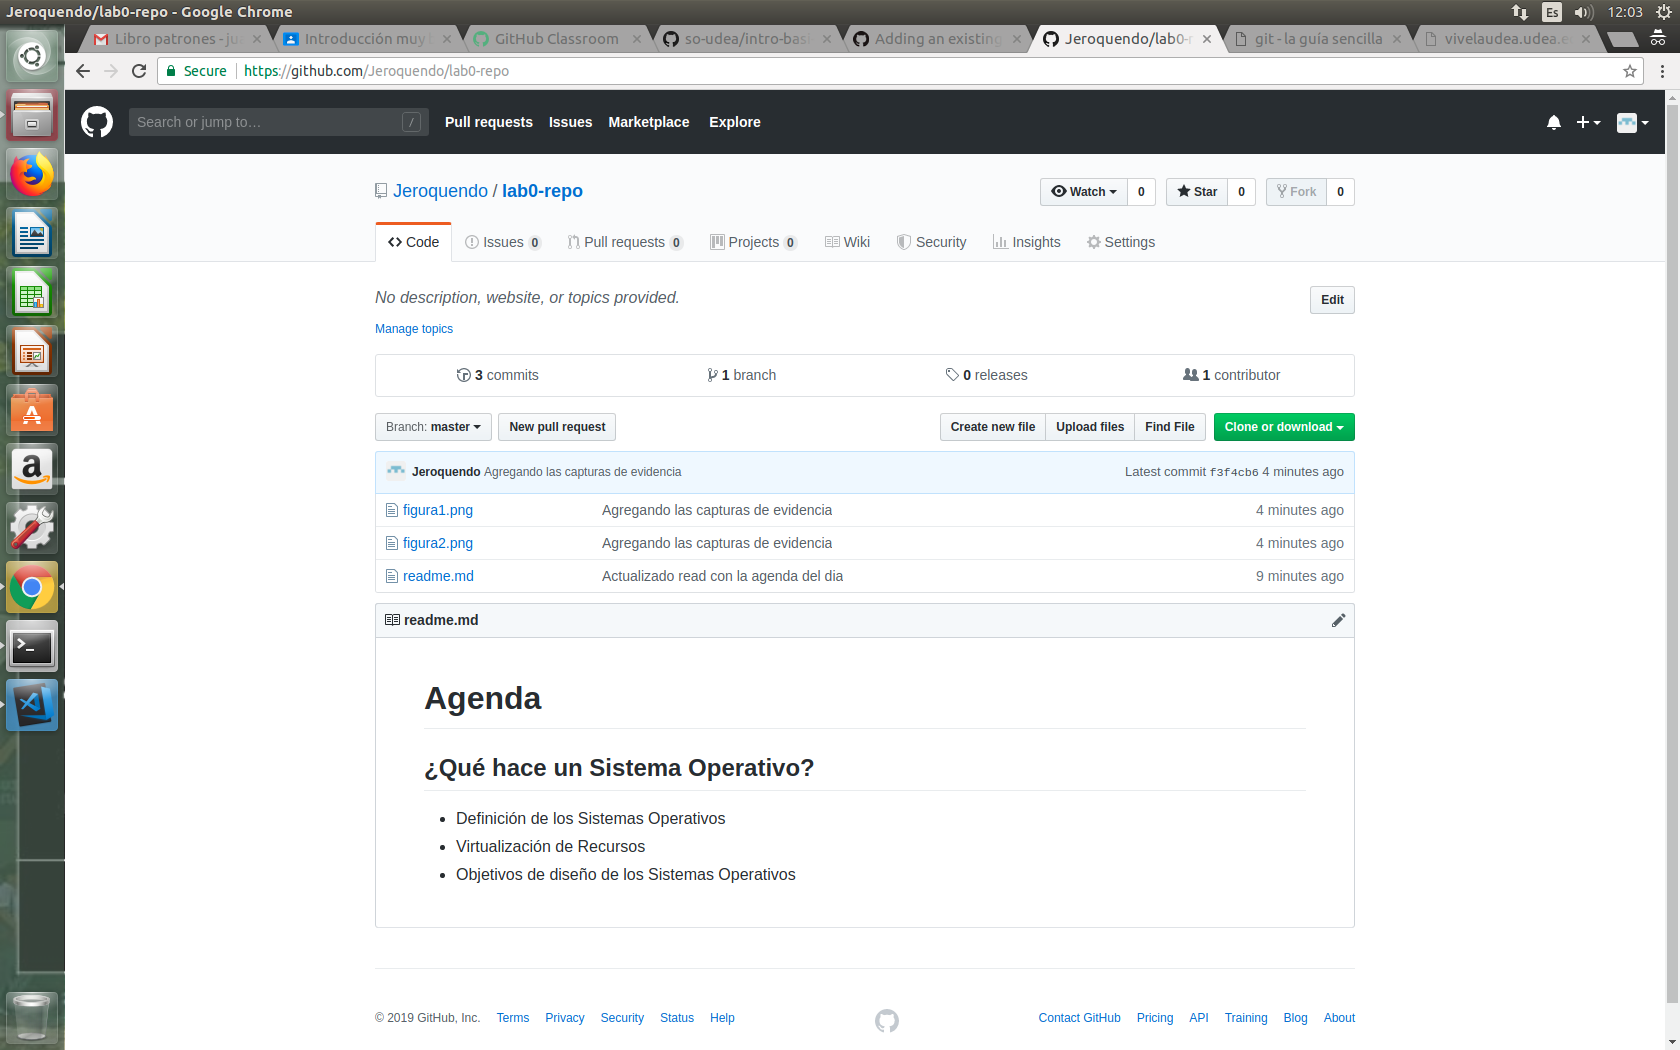 Jeroquendo/lab0-repo - Google Chrome
Es
12:03
Libro patrones - ju
Introducción muy
GitHub Classroom
so-udea/intro-bas
Adding an existing
Jeroquendo/lab0-r
git - la guía sencilla
vivelaudea.udea.e
Secure
https://github.com/Jeroquendo/lab0-repo
Search or jump to…
/
Pull requests
Issues
Marketplace
Explore
Jeroquendo / lab0-repo
Watch
0
Star
0
Fork
0
Code
Issues 0
Pull requests 0
Projects 0
Wiki
Security
Insights
Settings
No description, website, or topics provided.
Edit
Manage topics
3 commits
1 branch
0 releases
1 contributor
Branch: master
New pull request
Create new file
Upload files
Find File
Clone or download
Jeroquendo Agregando las capturas de evidencia
Latest commit f3f4cb6 4 minutes ago
figura1.png
Agregando las capturas de evidencia
4 minutes ago
figura2.png
Agregando las capturas de evidencia
4 minutes ago
readme.md
Actualizado read con la agenda del dia
9 minutes ago
readme.md
Agenda
¿Qué hace un Sistema Operativo?
Definición de los Sistemas Operativos
Virtualización de Recursos
Objetivos de diseño de los Sistemas Operativos
© 2019 GitHub, Inc.
Terms
Privacy
Security
Status
Help
Contact GitHub
Pricing
API
Training
Blog
About